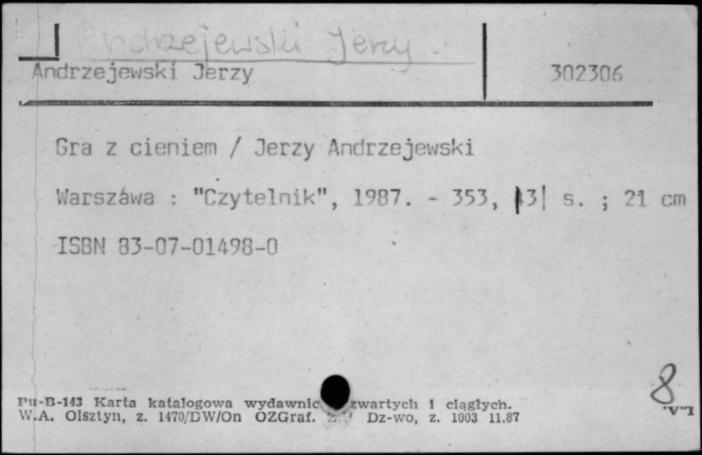 Andrzejewski Jerzy.
Andrzejewski Jerzy 302306
Gra z cieniem / Jerzy Andrzejewski
Warszawa : "Czytelnik", 1987. - 353, |3| s. ; 21 cm
ISBN 83-07-01498-0
8
Pu-B-143 Karta katalogowa wydawnic zwartych i ciągłych.
W.A. Olsztyn, z. 1470/DW/On OZGraf. Dz-wo, z. 1003 11.87